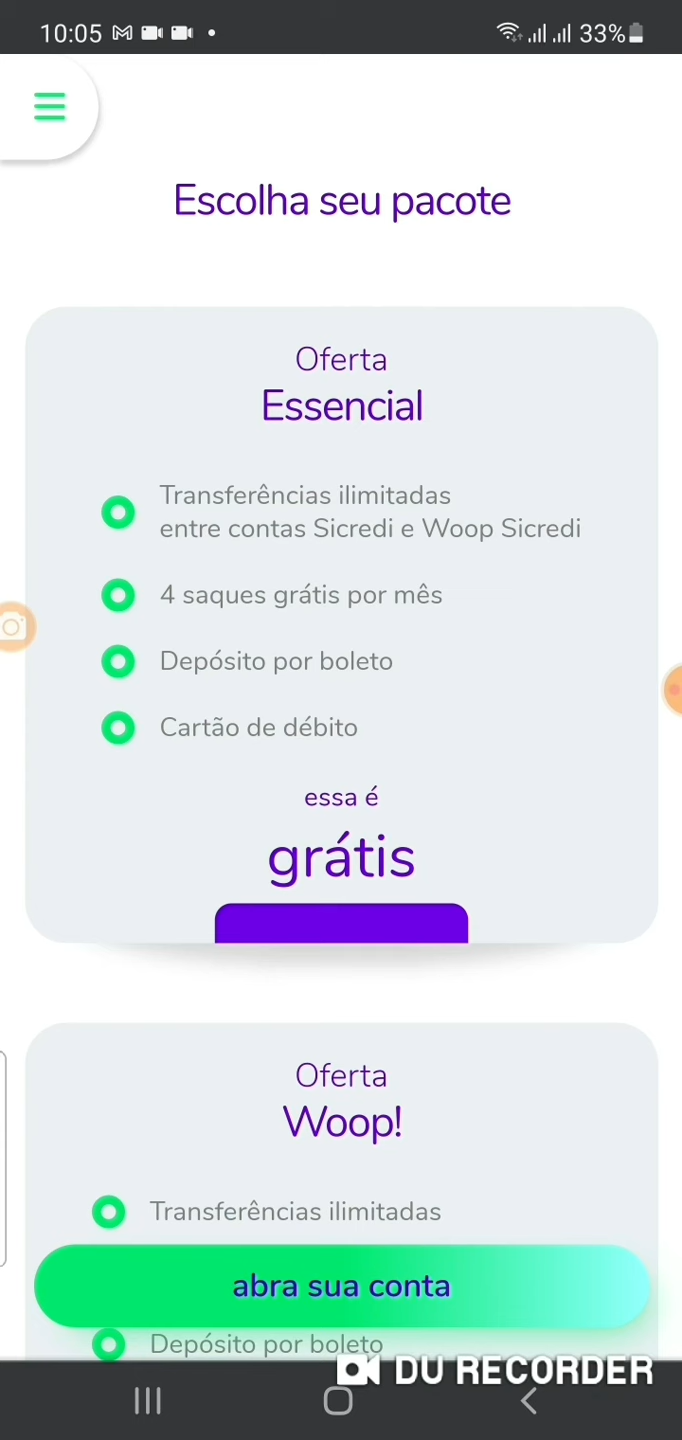 10:05
33%
Escolha seu pacote
Oferta
Essencial
Transferências ilimitadas
entre contas Sicredi e Woop Sicredi
4 saques grátis por mês
Depósito por boleto
Cartão de débito
essa é
grátis
Oferta
Woop!
Transferências ilimitadas
abra sua conta
Depósito por boleto
DU RECORDER